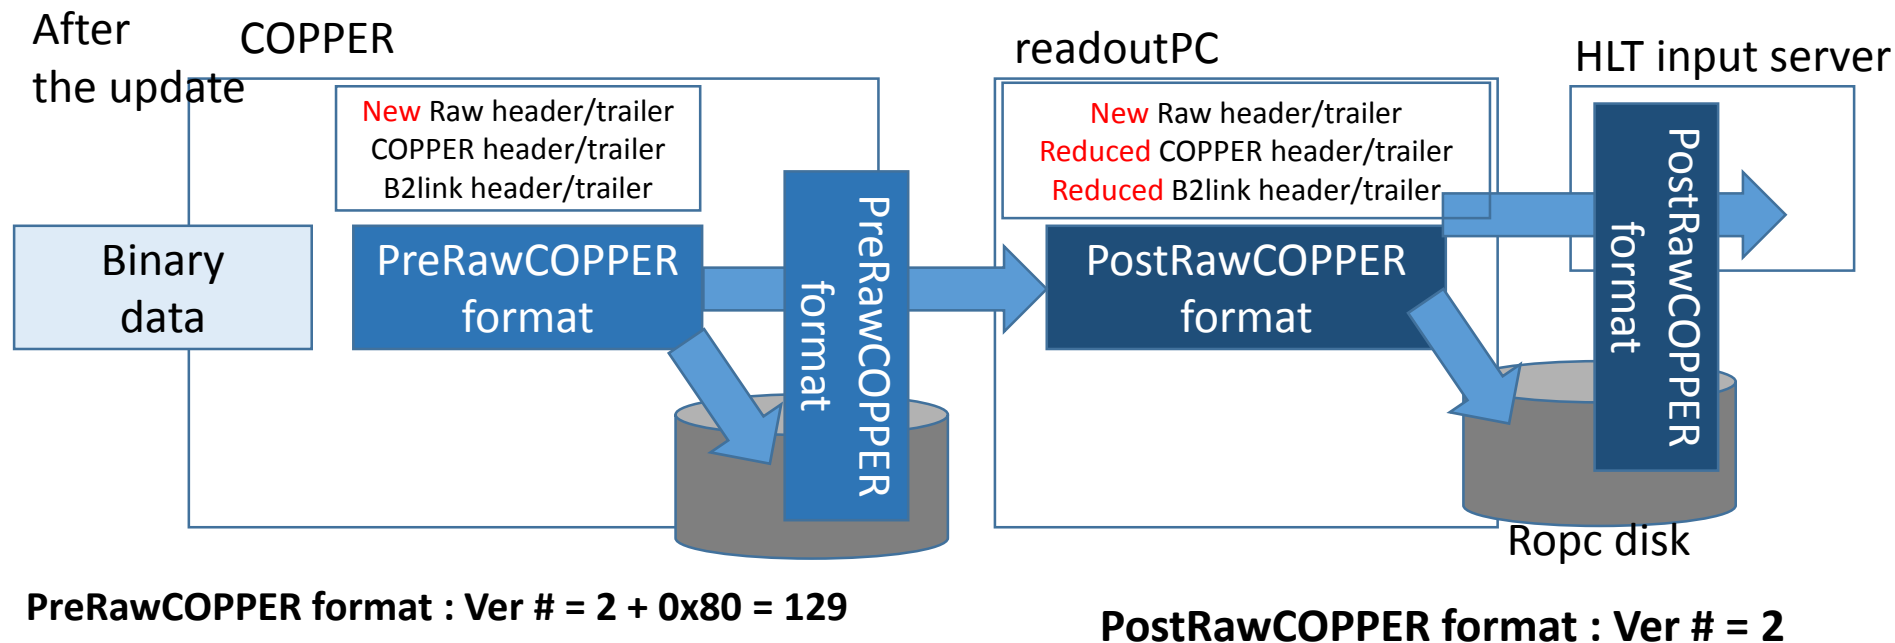 After
the update
COPPER
readoutPC
HLT input server
New Raw header/trailer
COPPER header/trailer
B2link header/trailer
New Raw header/trailer
Reduced COPPER header/trailer
Reduced B2link header/trailer
Binary
data
PreRawCOPPER
format
PreRawCOPPER
format
PostRawCOPPER
format
PostRawCOPPER
format
Ropc disk
PreRawCOPPER format : Ver # = 2 + 0x80 = 129
PostRawCOPPER format : Ver # = 2